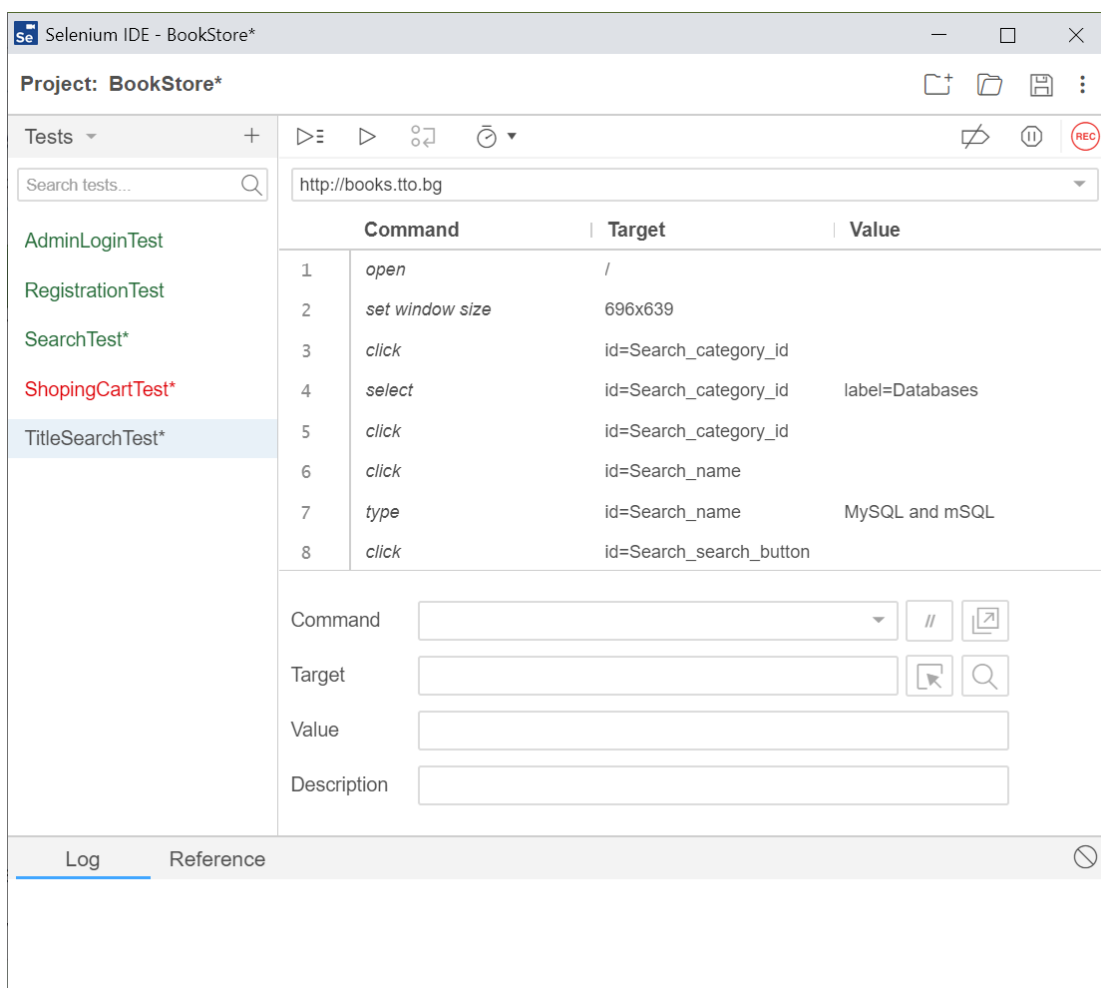 Se Selenium IDE - BookStore*
Project: BookStore*
Tests
REC
Search tests...
http://books.tto.bg
AdminLoginTest
RegistrationTest
SearchTest*
ShopingCartTest*
TitleSearchTest*
Command Target Value
1 open /
2 set window size 696x639
3 click id=Search_category_id
4 select id=Search_category_id label=Databases
5 click id=Search_category_id
6 click id=Search_name
7 type id=Search_name MySQL and mSQL
8 click id=Search_search_button
Command //
Target
Value
Description
Log Reference